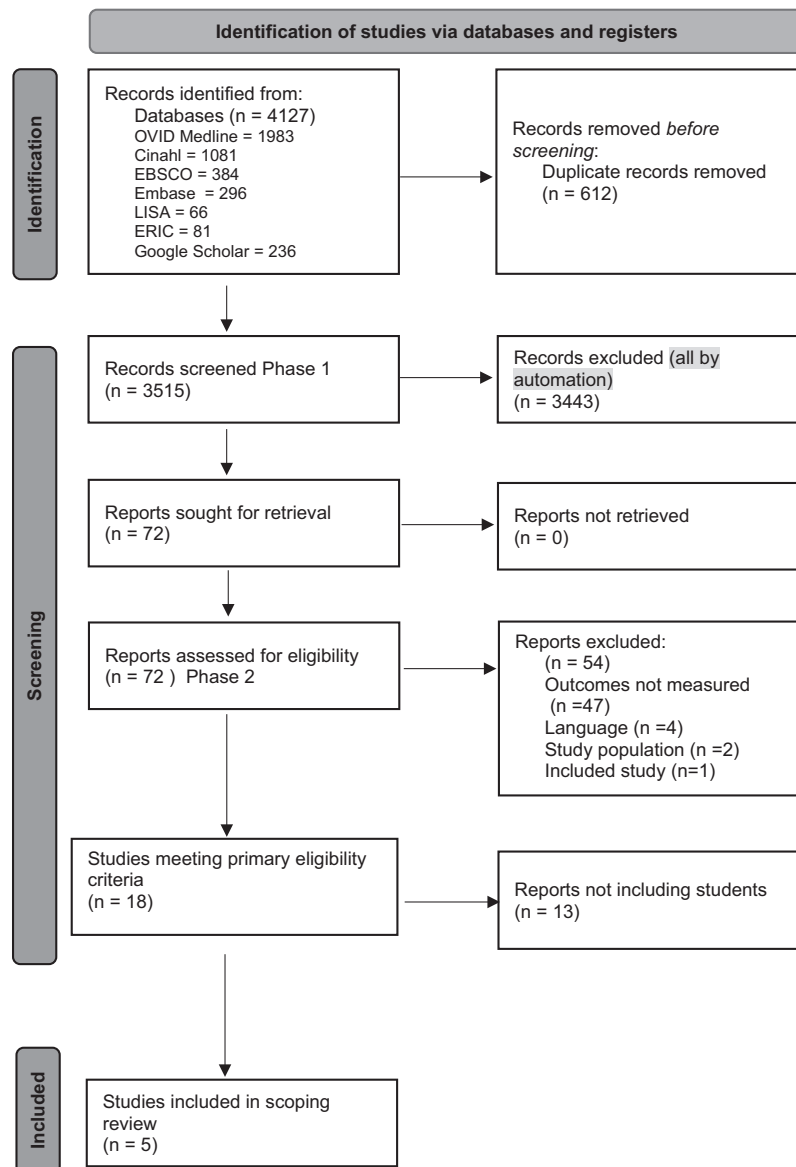 Identification of studies via databases and registers
Identification
Records identified from:
Databases (n = 4127)
OVID Medline = 1983
Cinahl = 1081
EBSCO = 384
Embase = 296
LISA = 66
ERIC = 81
Google Scholar = 236
Records removed before
screening:
Duplicate records removed
(n = 612)
Screening
Records screened Phase 1
(n = 3515)
Records excluded (all by
automation)
(n = 3443)
Reports sought for retrieval
(n = 72)
Reports not retrieved
(n = 0)
Reports assessed for eligibility
(n = 72 ) Phase 2
Reports excluded:
(n = 54)
Outcomes not measured
(n =47)
Language (n =4)
Study population (n =2)
Included study (n=1)
Studies meeting primary eligibility
criteria
(n = 18)
Reports not including students
(n = 13)
Included
Studies included in scoping
review
(n = 5)